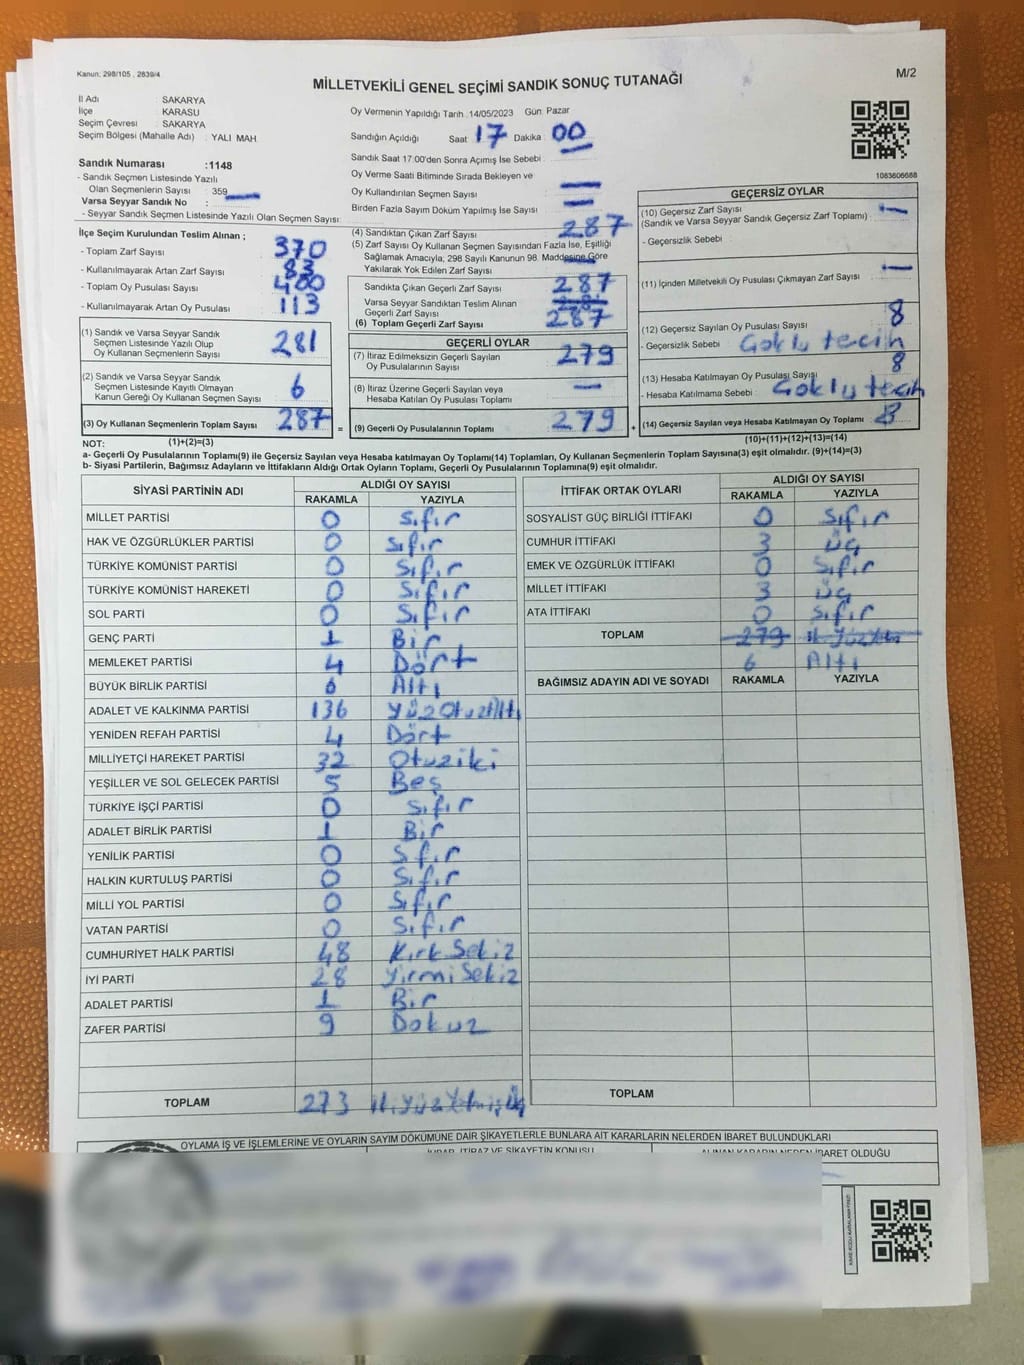 Kanun: 298/105 , 2839/4
M/2
MİLLETVEKİLİ GENEL SEÇİMİ SANDIK SONUÇ TUTANAĞI
İl Adı : SAKARYA
İlçe : KARASU
Seçim Çevresi : SAKARYA
Seçim Bölgesi (Mahalle Adı) : YALI MAH
Sandık Numarası :1148
- Sandık Seçmen Listesinde Yazılı
Olan Seçmenlerin Sayısı : 359
Varsa Seyyar Sandık No :
- Seyyar Sandık Seçmen Listesinde Yazılı Olan Seçmen Sayısı:
Oy Vermenin Yapıldığı Tarih :14/05/2023 Gün: Pazar
Sandığın Açıldığı Saat 17 Dakika 00
Sandık Saat 17:00'den Sonra Açımış İse Sebebi :
Oy Verme Saati Bitiminde Sırada Bekleyen ve
Oy Kullandırılan Seçmen Sayısı
Birden Fazla Sayım Döküm Yapılmış İse Sayısı
1083606688
İlçe Seçim Kurulundan Teslim Alınan ;
- Toplam Zarf Sayısı 370
- Kullanılmayarak Artan Zarf Sayısı 83
- Toplam Oy Pusulası Sayısı 400
- Kullanılmayarak Artan Oy Pusulası 113
(1) Sandık ve Varsa Seyyar Sandık
Seçmen Listesinde Yazılı Olup
Oy Kullanan Seçmenlerin Sayısı 281
(2) Sandık ve Varsa Seyyar Sandık
Seçmen Listesinde Kayıtlı Olmayan
Kanun Gereği Oy Kullanan Seçmen Sayısı 6
(3) Oy Kullanan Seçmenlerin Toplam Sayısı 287
(4) Sandıktan Çıkan Zarf Sayısı 287
(5) Zarf Sayısı Oy Kullanan Seçmen Sayısından Fazla İse, Eşitliği
Sağlamak Amacıyla; 298 Sayılı Kanunun 98. Maddesine Göre
Yakılarak Yok Edilen Zarf Sayısı
Sandıkta Çıkan Geçerli Zarf Sayısı 287
Varsa Seyyar Sandıktan Teslim Alınan
Geçerli Zarf Sayısı 287
(6) Toplam Geçerli Zarf Sayısı 287
GEÇERLİ OYLAR
(7) İtiraz Edilmeksizin Geçerli Sayılan
Oy Pusulalarının Sayısı 279
(8) İtiraz Üzerine Geçerli Sayılan veya
Hesaba Katılan Oy Pusulası Toplamı
= (9) Geçerli Oy Pusulalarının Toplamı 279 +
GEÇERSİZ OYLAR
(10) Geçersiz Zarf Sayısı
(Sandık ve Varsa Seyyar Sandık Geçersiz Zarf Toplamı)
- Geçersizlik Sebebi :
(11) İçinden Milletvekili Oy Pusulası Çıkmayan Zarf Sayısı
(12) Geçersiz Sayılan Oy Pusulası Sayısı 8
- Geçersizlik Sebebi : Çoklu tercih
(13) Hesaba Katılmayan Oy Pusulası Sayısı 8
- Hesaba Katılmama Sebebi : Çoklu tercih
(14) Geçersiz Sayılan veya Hesaba Katılmayan Oy Toplamı 8
NOT: (1)+(2)=(3)
(10)+(11)+(12)+(13)=(14)
a- Geçerli Oy Pusulalarının Toplamı(9) ile Geçersiz Sayılan veya Hesaba katılmayan Oy Toplamı(14) Toplamları, Oy Kullanan Seçmenlerin Toplam Sayısına(3) eşit olmalıdır. (9)+(14)=(3)
b- Siyasi Partilerin, Bağımsız Adayların ve İttifakların Aldığı Ortak Oyların Toplamı, Geçerli Oy Pusulalarının Toplamına(9) eşit olmalıdır.
SİYASİ PARTİNİN ADI ALDIĞI OY SAYISI
RAKAMLA YAZIYLA
MİLLET PARTİSİ 0 Sıfır
HAK VE ÖZGÜRLÜKLER PARTİSİ 0 Sıfır
TÜRKİYE KOMÜNİST PARTİSİ 0 Sıfır
TÜRKİYE KOMÜNİST HAREKETİ 0 Sıfır
SOL PARTİ 0 Sıfır
GENÇ PARTİ 1 Bir
MEMLEKET PARTİSİ 4 Dört
BÜYÜK BİRLİK PARTİSİ 6 Altı
ADALET VE KALKINMA PARTİSİ 136 YüzOtuzAltı
YENİDEN REFAH PARTİSİ 4 Dört
MİLLİYETÇİ HAREKET PARTİSİ 32 Otuziki
YEŞİLLER VE SOL GELECEK PARTİSİ 5 Beş
TÜRKİYE İŞÇİ PARTİSİ 0 Sıfır
ADALET BİRLİK PARTİSİ 1 Bir
YENİLİK PARTİSİ 0 Sıfır
HALKIN KURTULUŞ PARTİSİ 0 Sıfır
MİLLİ YOL PARTİSİ 0 Sıfır
VATAN PARTİSİ 0 Sıfır
CUMHURİYET HALK PARTİSİ 48 Kırk Sekiz
İYİ PARTİ 28 Yirmi Sekiz
ADALET PARTİSİ 1 Bir
ZAFER PARTİSİ 9 Dokuz
TOPLAM 273 İkiyüzYetmişÜç
İTTİFAK ORTAK OYLARI ALDIĞI OY SAYISI
RAKAMLA YAZIYLA
SOSYALİST GÜÇ BİRLİĞİ İTTİFAKI 0 Sıfır
CUMHUR İTTİFAKI 3 üç
EMEK VE ÖZGÜRLÜK İTTİFAKI 0 Sıfır
MİLLET İTTİFAKI 3 üç
ATA İTTİFAKI 0 Sıfır
TOPLAM 279
6 Altı
BAĞIMSIZ ADAYIN ADI VE SOYADI RAKAMLA YAZIYLA
TOPLAM
OYLAMA İŞ VE İŞLEMLERİNE VE OYLARIN SAYIM DÖKÜMÜNE DAİR ŞİKAYETLERLE BUNLARA AİT KARARLARIN NELERDEN İBARET BULUNDUKLARI